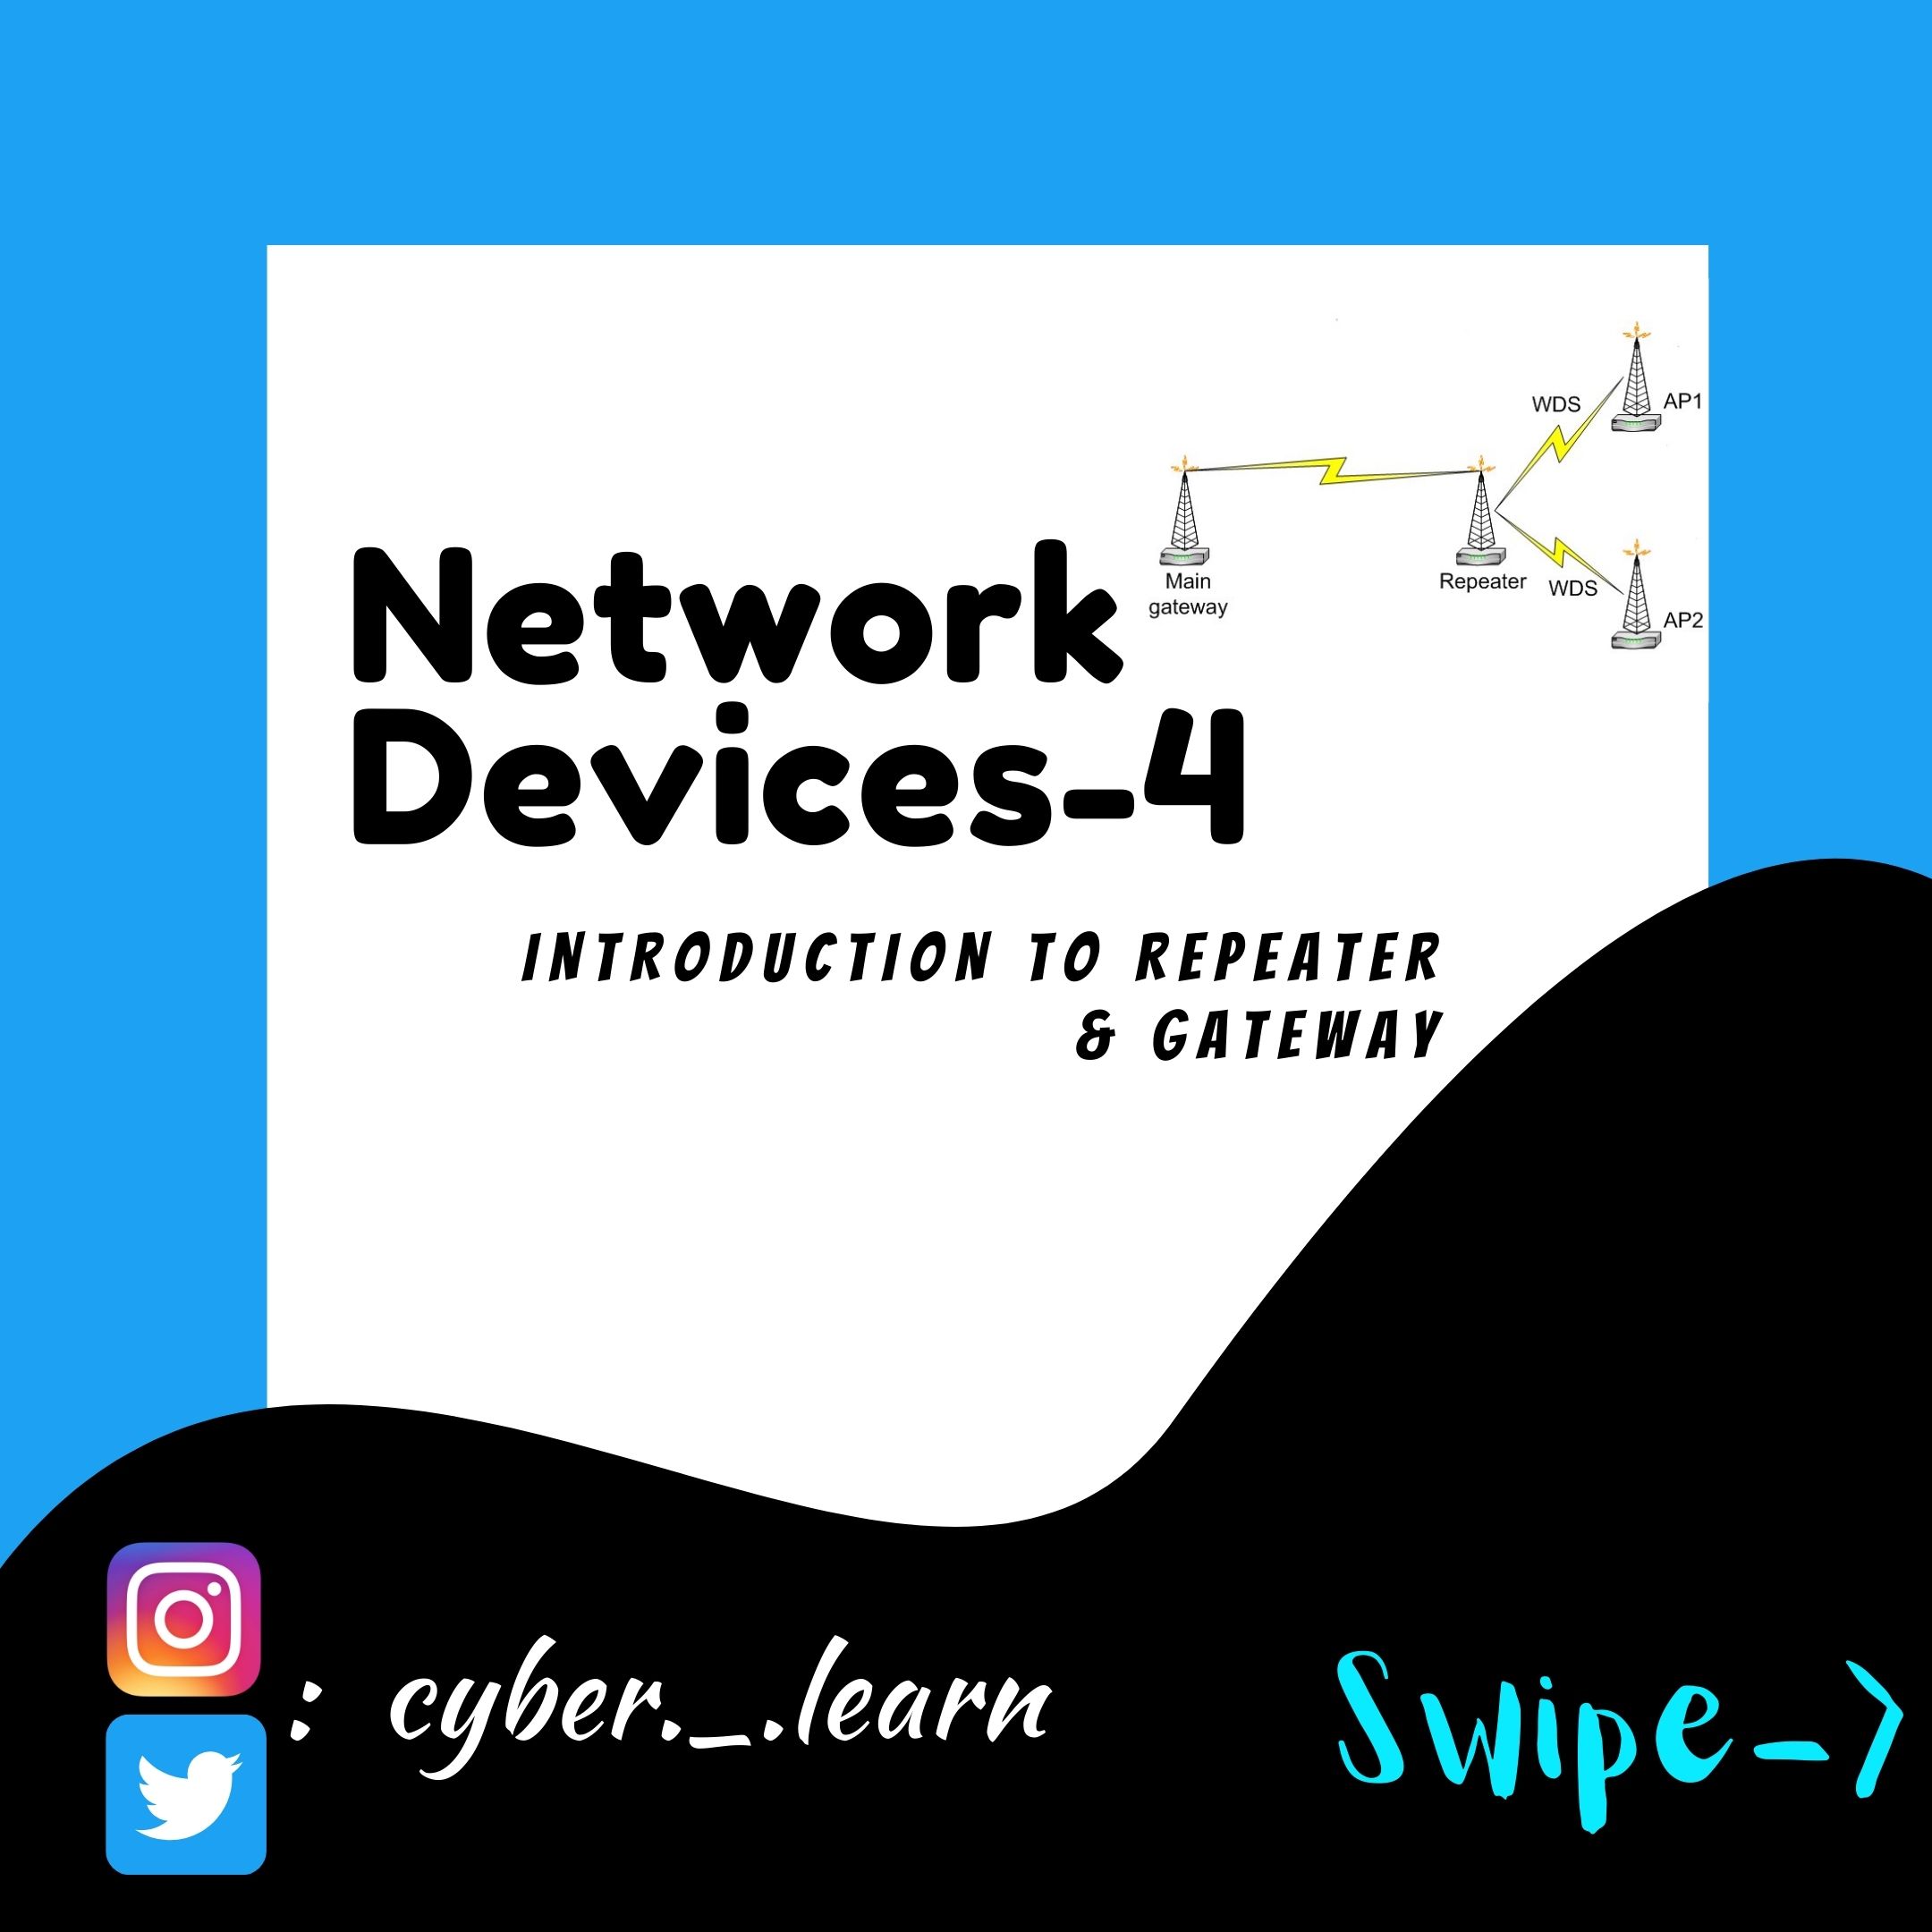 WDS
AP1
Main
gateway
Repeater
WDS
AP2
Network
Devices-4
INTRODUCTION TO REPEATER
& GATEWAY
: cyber._.learn
Swipe->